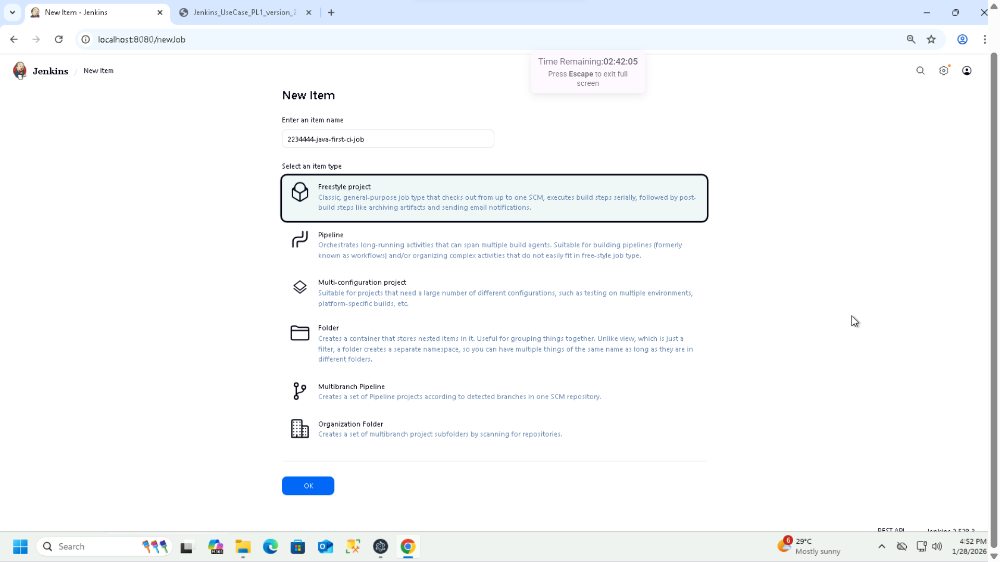 New Item - Jenkins
Jenkins_UseCase_PL1_version_2
localhost:8080/newJob
Time Remaining:02:42:05
Press Escape to exit full
screen
Jenkins / New Item
New Item
Enter an item name
2234444-java-first-ci-job
Select an item type
Freestyle project
Classic, general-purpose job type that checks out from up to one SCM, executes build steps serially, followed by post-
build steps like archiving artifacts and sending email notifications.
Pipeline
Orchestrates long-running activities that can span multiple build agents. Suitable for building pipelines (formerly
known as workflows) and/or organizing complex activities that do not easily fit in free-style job type.
Multi-configuration project
Suitable for projects that need a large number of different configurations, such as testing on multiple environments,
platform-specific builds, etc.
Folder
Creates a container that stores nested items in it. Useful for grouping things together. Unlike view, which is just a
filter, a folder creates a separate namespace, so you can have multiple things of the same name as long as they are in
different folders.
Multibranch Pipeline
Creates a set of Pipeline projects according to detected branches in one SCM repository.
Organization Folder
Creates a set of multibranch project subfolders by scanning for repositories.
OK
REST API
Jenkins 2.528.3
Search
M365
6
29°C
Mostly sunny
4:52 PM
1/28/2026